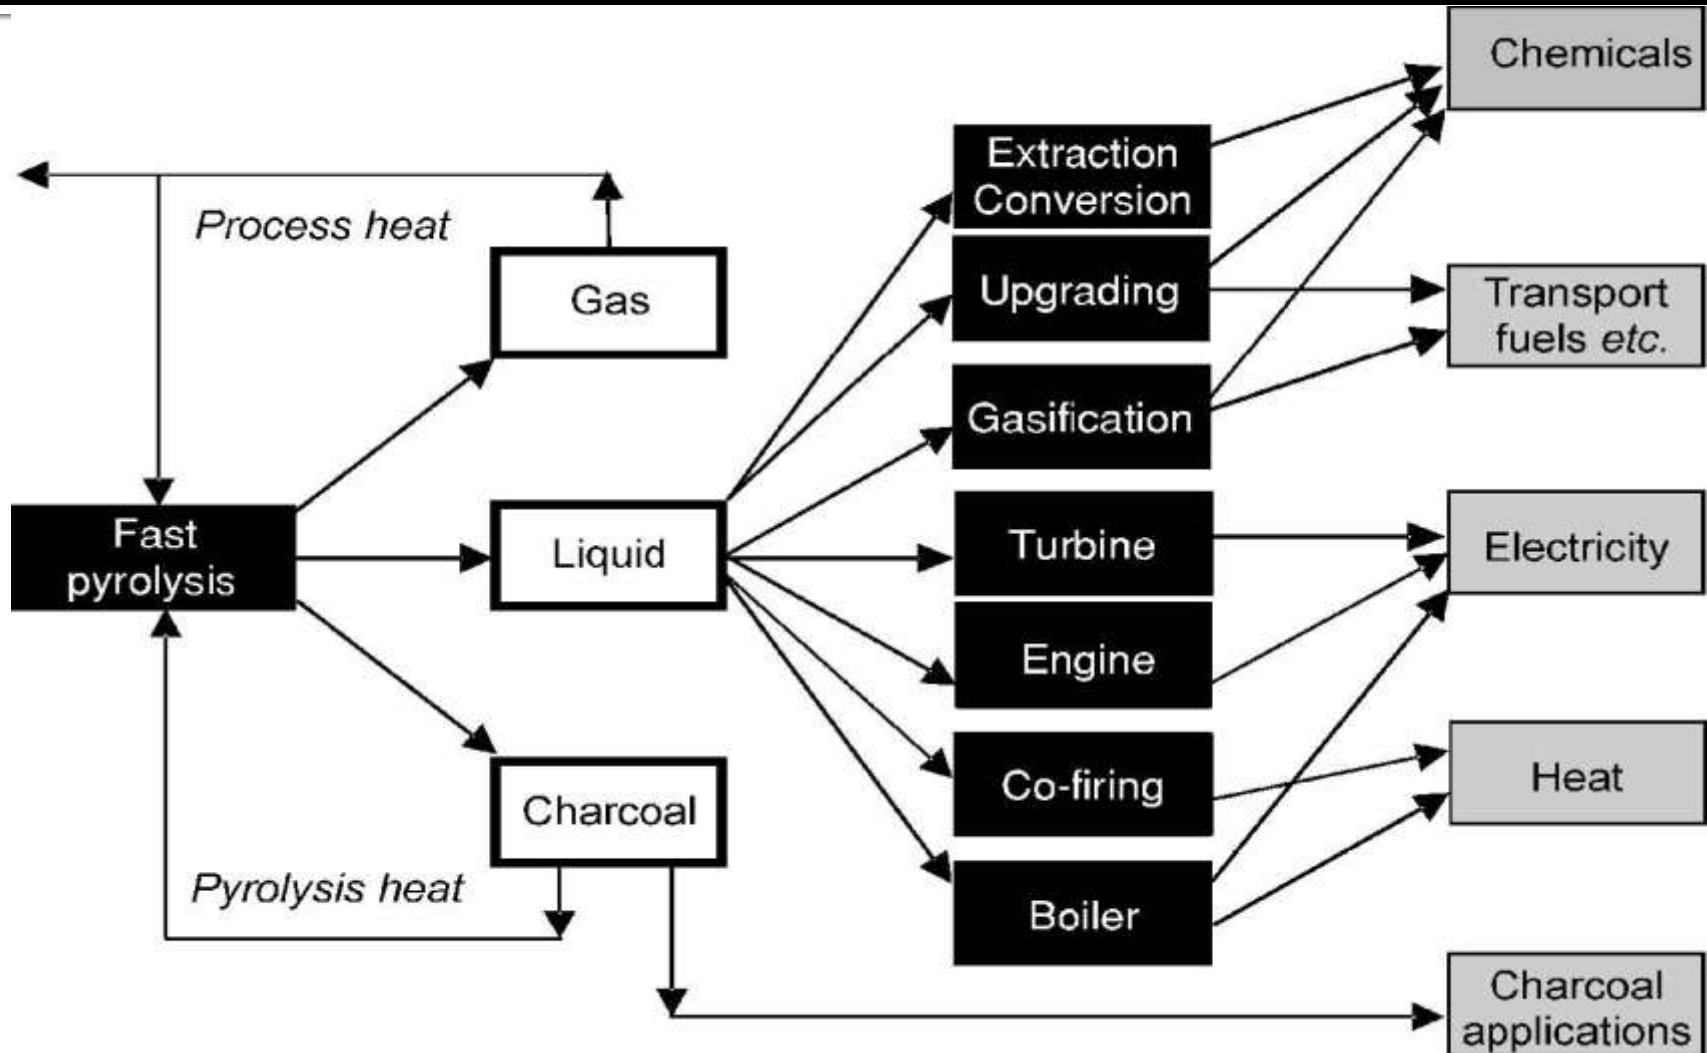 Chemicals
Extraction
Conversion
Process heat
Gas
Upgrading
Transport
fuels etc.
Gasification
Fast
pyrolysis
Liquid
Turbine
Electricity
Engine
Charcoal
Co-firing
Heat
Pyrolysis heat
Boiler
Charcoal
applications